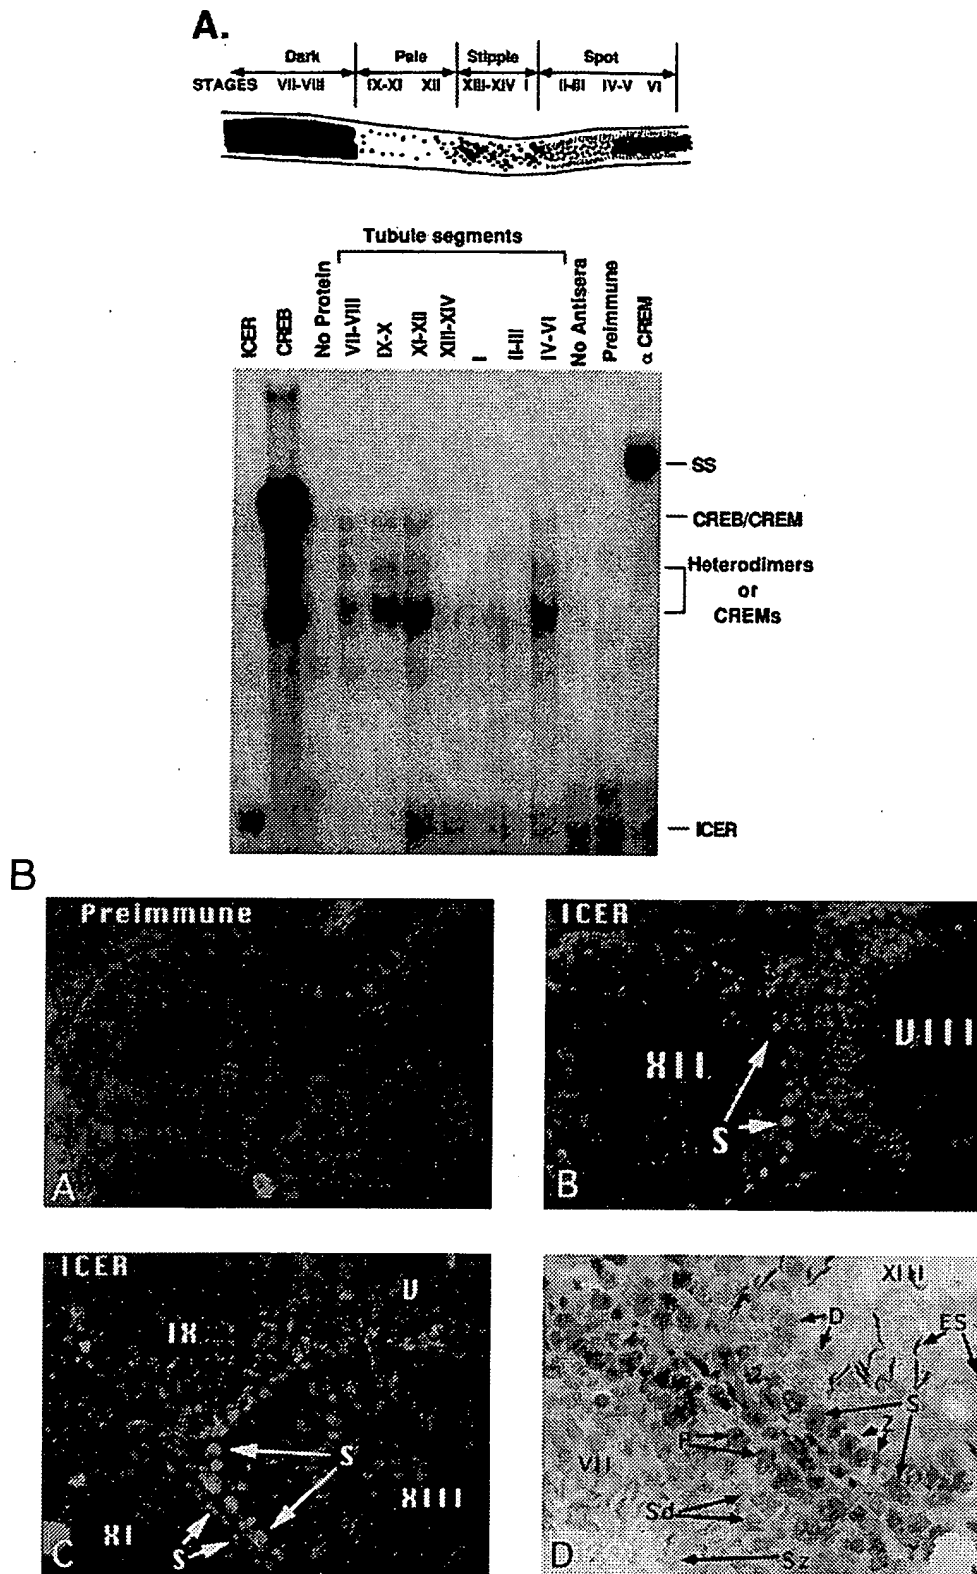 A.
Dark Pale Stipple Spot
STAGES VII-VIII IX-XI XII XIII-XIV I II-III IV-V VI
Tubule segments
ICER
CREB
No Protein
VII-VIII
IX-X
XI-XII
XIII-XIV
I
II-III
IV-VI
No Antisera
Preimmune
α CREM
SS
CREB/CREM
Heterodimers
or
CREMs
ICER
B
Preimmune
A
ICER
VIII
XII
S
B
ICER
V
IX
S
XIII
XI
S
C
XIII
D
ES
S
Z
P
VII
Sd
Sz
D